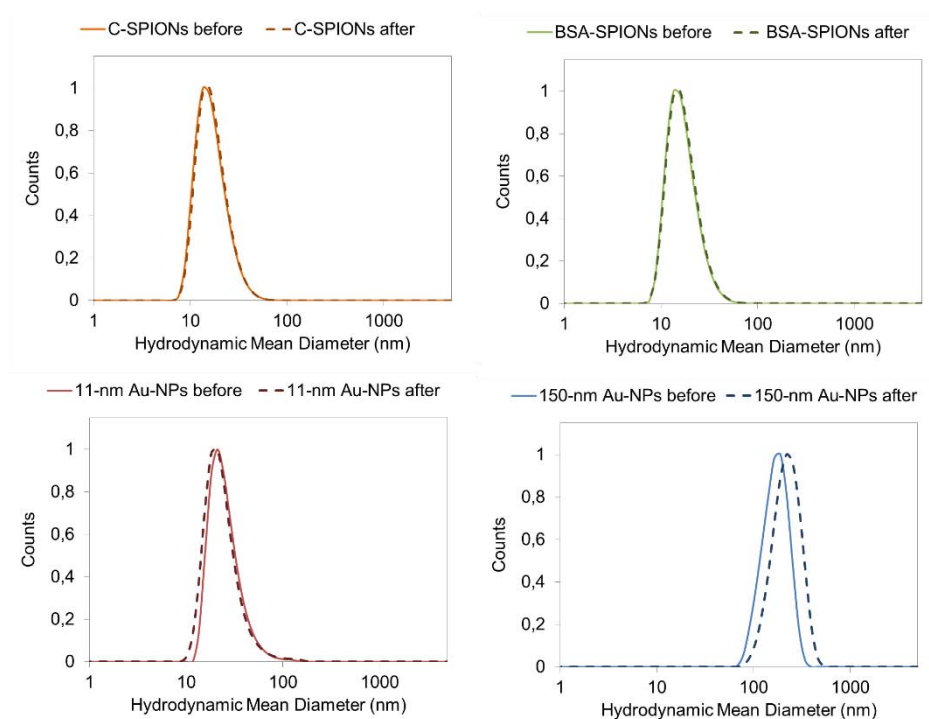 C-SPIONs before C-SPIONs after
1
0,8
0,6
0,4
0,2
0
Counts
1 10 100 1000
Hydrodynamic Mean Diameter (nm)
BSA-SPIONs before BSA-SPIONs after
1
0,8
0,6
0,4
0,2
0
Counts
1 10 100 1000
Hydrodynamic Mean Diameter (nm)
11-nm Au-NPs before 11-nm Au-NPs after
1
0,8
0,6
0,4
0,2
0
Counts
1 10 100 1000
Hydrodynamic Mean Diameter (nm)
150-nm Au-NPs before 150-nm Au-NPs after
1
0,8
0,6
0,4
0,2
0
Counts
1 10 100 1000
Hydrodynamic Mean Diameter (nm)